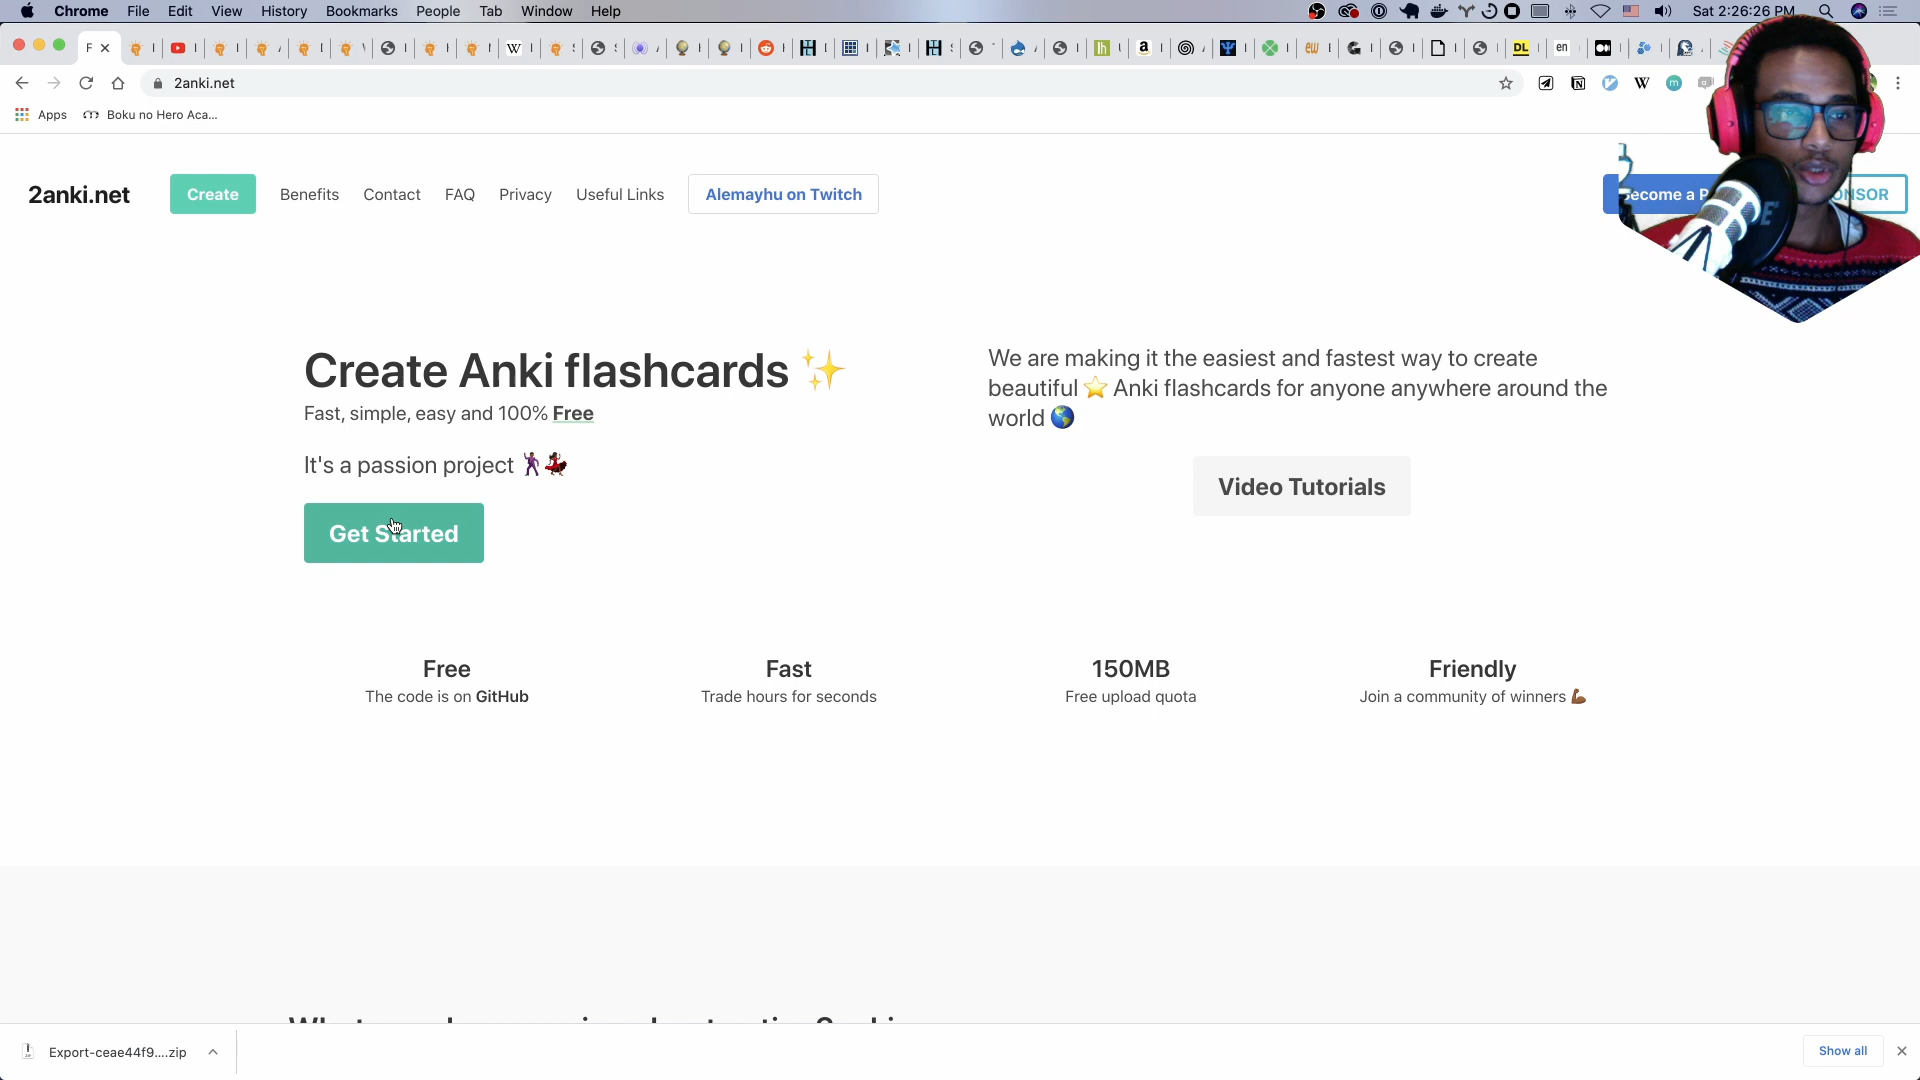 Chrome File Edit View History Bookmarks People Tab Window Help
Sat 2:26:26 PM
2anki.net
Apps
Boku no Hero Aca...
2anki.net
Create
Benefits
Contact
FAQ
Privacy
Useful Links
Alemayhu on Twitch
Create Anki flashcards
Fast, simple, easy and 100% Free
It's a passion project
Get Started
We are making it the easiest and fastest way to create
beautiful ⭐ Anki flashcards for anyone anywhere around the
world
Video Tutorials
Free
The code is on GitHub
Fast
Trade hours for seconds
150MB
Free upload quota
Friendly
Join a community of winners
Export-ceae44f9....zip
Show all